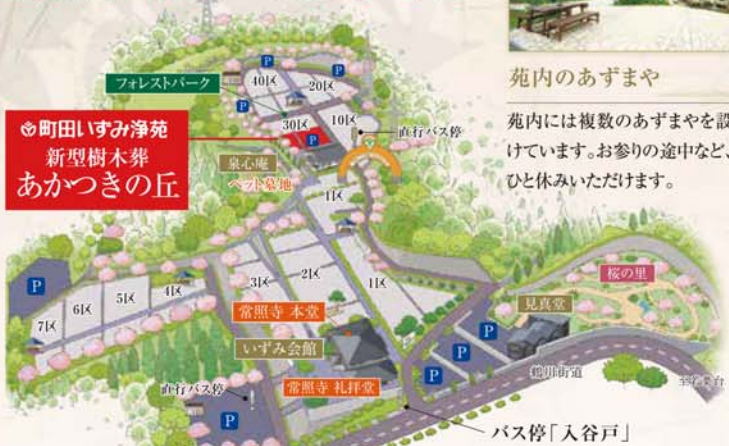 フォレストパーク
P
P
40区
20区
P
P
30区
10区
P
直行バス停
町田いずみ浄苑
新型樹木葬
あかつきの丘
泉心庵
ペット墓地
1区
苑内のあずまや
苑内には複数のあずまやを設
けています。お参りの途中など、
ひと休みいただけます。
P
7区
6区
5区
4区
3区
2区
1区
常照寺 本堂
いずみ会館
常照寺 礼拝堂
直行バス停
P
見真堂
桜の里
P
P
P
鶴川街道
至若葉台
バス停「入谷戸」